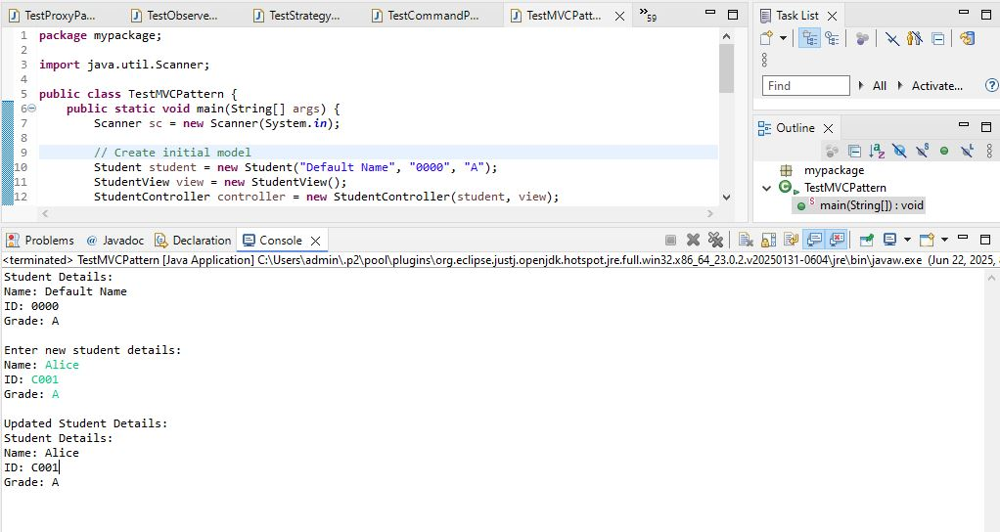 TestProxyPa...
TestObserve...
TestStrategy...
TestCommandP...
TestMVCPatt...
»59
1 package mypackage;
2
3 import java.util.Scanner;
4
5 public class TestMVCPattern {
6 public static void main(String[] args) {
7 Scanner sc = new Scanner(System.in);
8
9 // Create initial model
10 Student student = new Student("Default Name", "0000", "A");
11 StudentView view = new StudentView();
12 StudentController controller = new StudentController(student, view);
Task List
Find
All
Activate...
Outline
mypackage
TestMVCPattern
main(String[]) : void
Problems
Javadoc
Declaration
Console
<terminated> TestMVCPattern [Java Application] C:\Users\admin\.p2\pool\plugins\org.eclipse.justj.openjdk.hotspot.jre.full.win32.x86_64_23.0.2.v20250131-0604\jre\bin\javaw.exe (Jun 22, 2025,
Student Details:
Name: Default Name
ID: 0000
Grade: A
Enter new student details:
Name: Alice
ID: C001
Grade: A
Updated Student Details:
Student Details:
Name: Alice
ID: C001
Grade: A